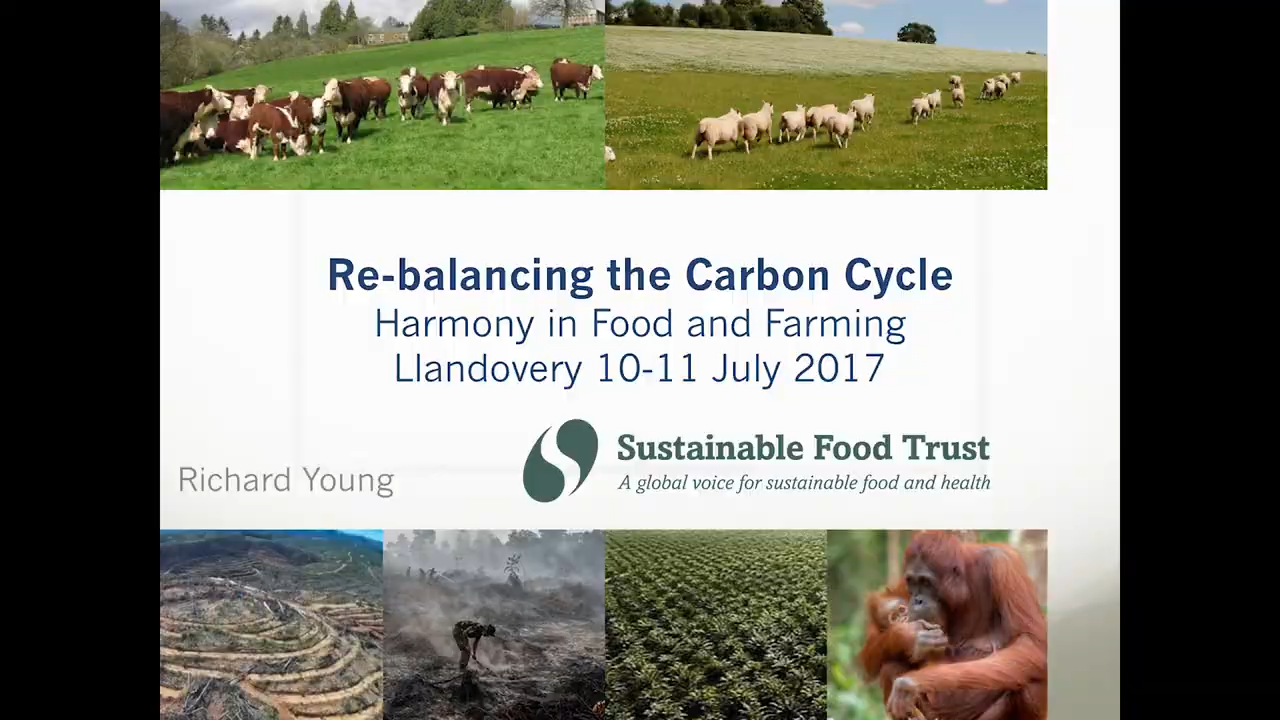 Re-balancing the Carbon Cycle
Harmony in Food and Farming
Llandovery 10-11 July 2017
Sustainable Food Trust
A global voice for sustainable food and health
Richard Young